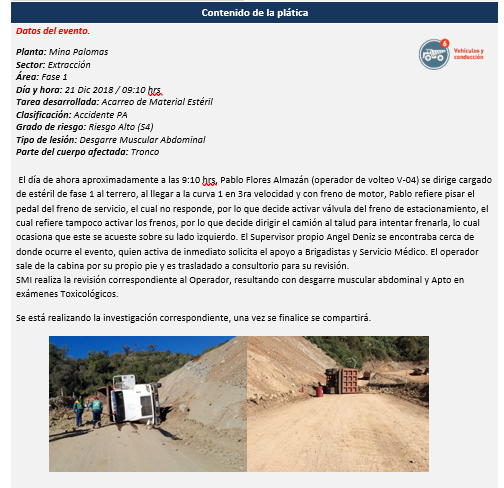 Contenido de la plática
Datos del evento.
6
Vehículos y
conducción
Planta: Mina Palomas
Sector: Extracción
Área: Fase 1
Día y hora: 21 Dic 2018 / 09:10 hrs
Tarea desarrollada: Acarreo de Material Estéril
Clasificación: Accidente PA
Grado de riesgo: Riesgo Alto (S4)
Tipo de lesión: Desgarre Muscular Abdominal
Parte del cuerpo afectada: Tronco
El día de ahora aproximadamente a las 9:10 hrs, Pablo Flores Almazán (operador de volteo V-04) se dirige cargado
de estéril de fase 1 al terrero, al llegar a la curva 1 en 3ra velocidad y con freno de motor, Pablo refiere pisar el
pedal del freno de servicio, el cual no responde, por lo que decide activar válvula del freno de estacionamiento, el
cual refiere tampoco activar los frenos, por lo que decide dirigir el camión al talud para intentar frenarla, lo cual
ocasiona que este se acueste sobre su lado izquierdo. El Supervisor propio Angel Deniz se encontraba cerca de
donde ocurre el evento, quien activa de inmediato solicita el apoyo a Brigadistas y Servicio Médico. El operador
sale de la cabina por su propio pie y es trasladado a consultorio para su revisión.
SMI realiza la revisión correspondiente al Operador, resultando con desgarre muscular abdominal y Apto en
exámenes Toxicológicos.
Se está realizando la investigación correspondiente, una vez se finalice se compartirá.